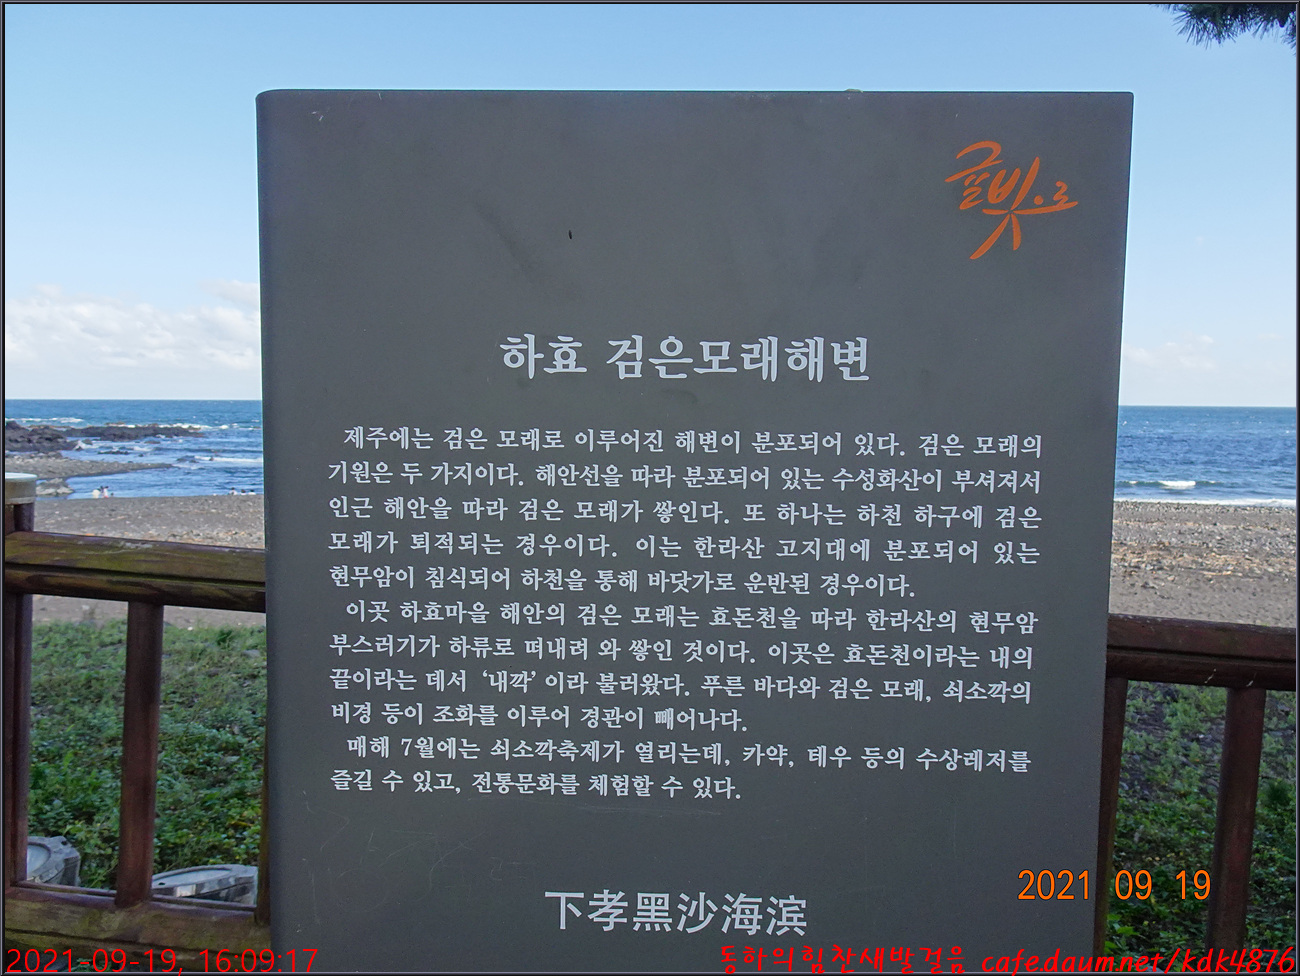 귤빛으로
하효 검은모래해변
제주에는 검은 모래로 이루어진 해변이 분포되어 있다. 검은 모래의
기원은 두 가지이다. 해안선을 따라 분포되어 있는 수성화산이 부셔져서
인근 해안을 따라 검은 모래가 쌓인다. 또 하나는 하천 하구에 검은
모래가 퇴적되는 경우이다. 이는 한라산 고지대에 분포되어 있는
현무암이 침식되어 하천을 통해 바닷가로 운반된 경우이다.
이곳 하효마을 해안의 검은 모래는 효돈천을 따라 한라산의 현무암
부스러기가 하류로 떠내려 와 쌓인 것이다. 이곳은 효돈천이라는 내의
끝이라는 데서 ‘내깍’이라 불러왔다. 푸른 바다와 검은 모래, 쇠소깍의
비경 등이 조화를 이루어 경관이 빼어나다.
매해 7월에는 쇠소깍축제가 열리는데, 카약, 테우 등의 수상레저를
즐길 수 있고, 전통문화를 체험할 수 있다.
下孝黑沙海滨
2021 09 19
2021-09-19, 16:09:17
동하의힘찬새발걸음 cafe.daum.net/kdk4876